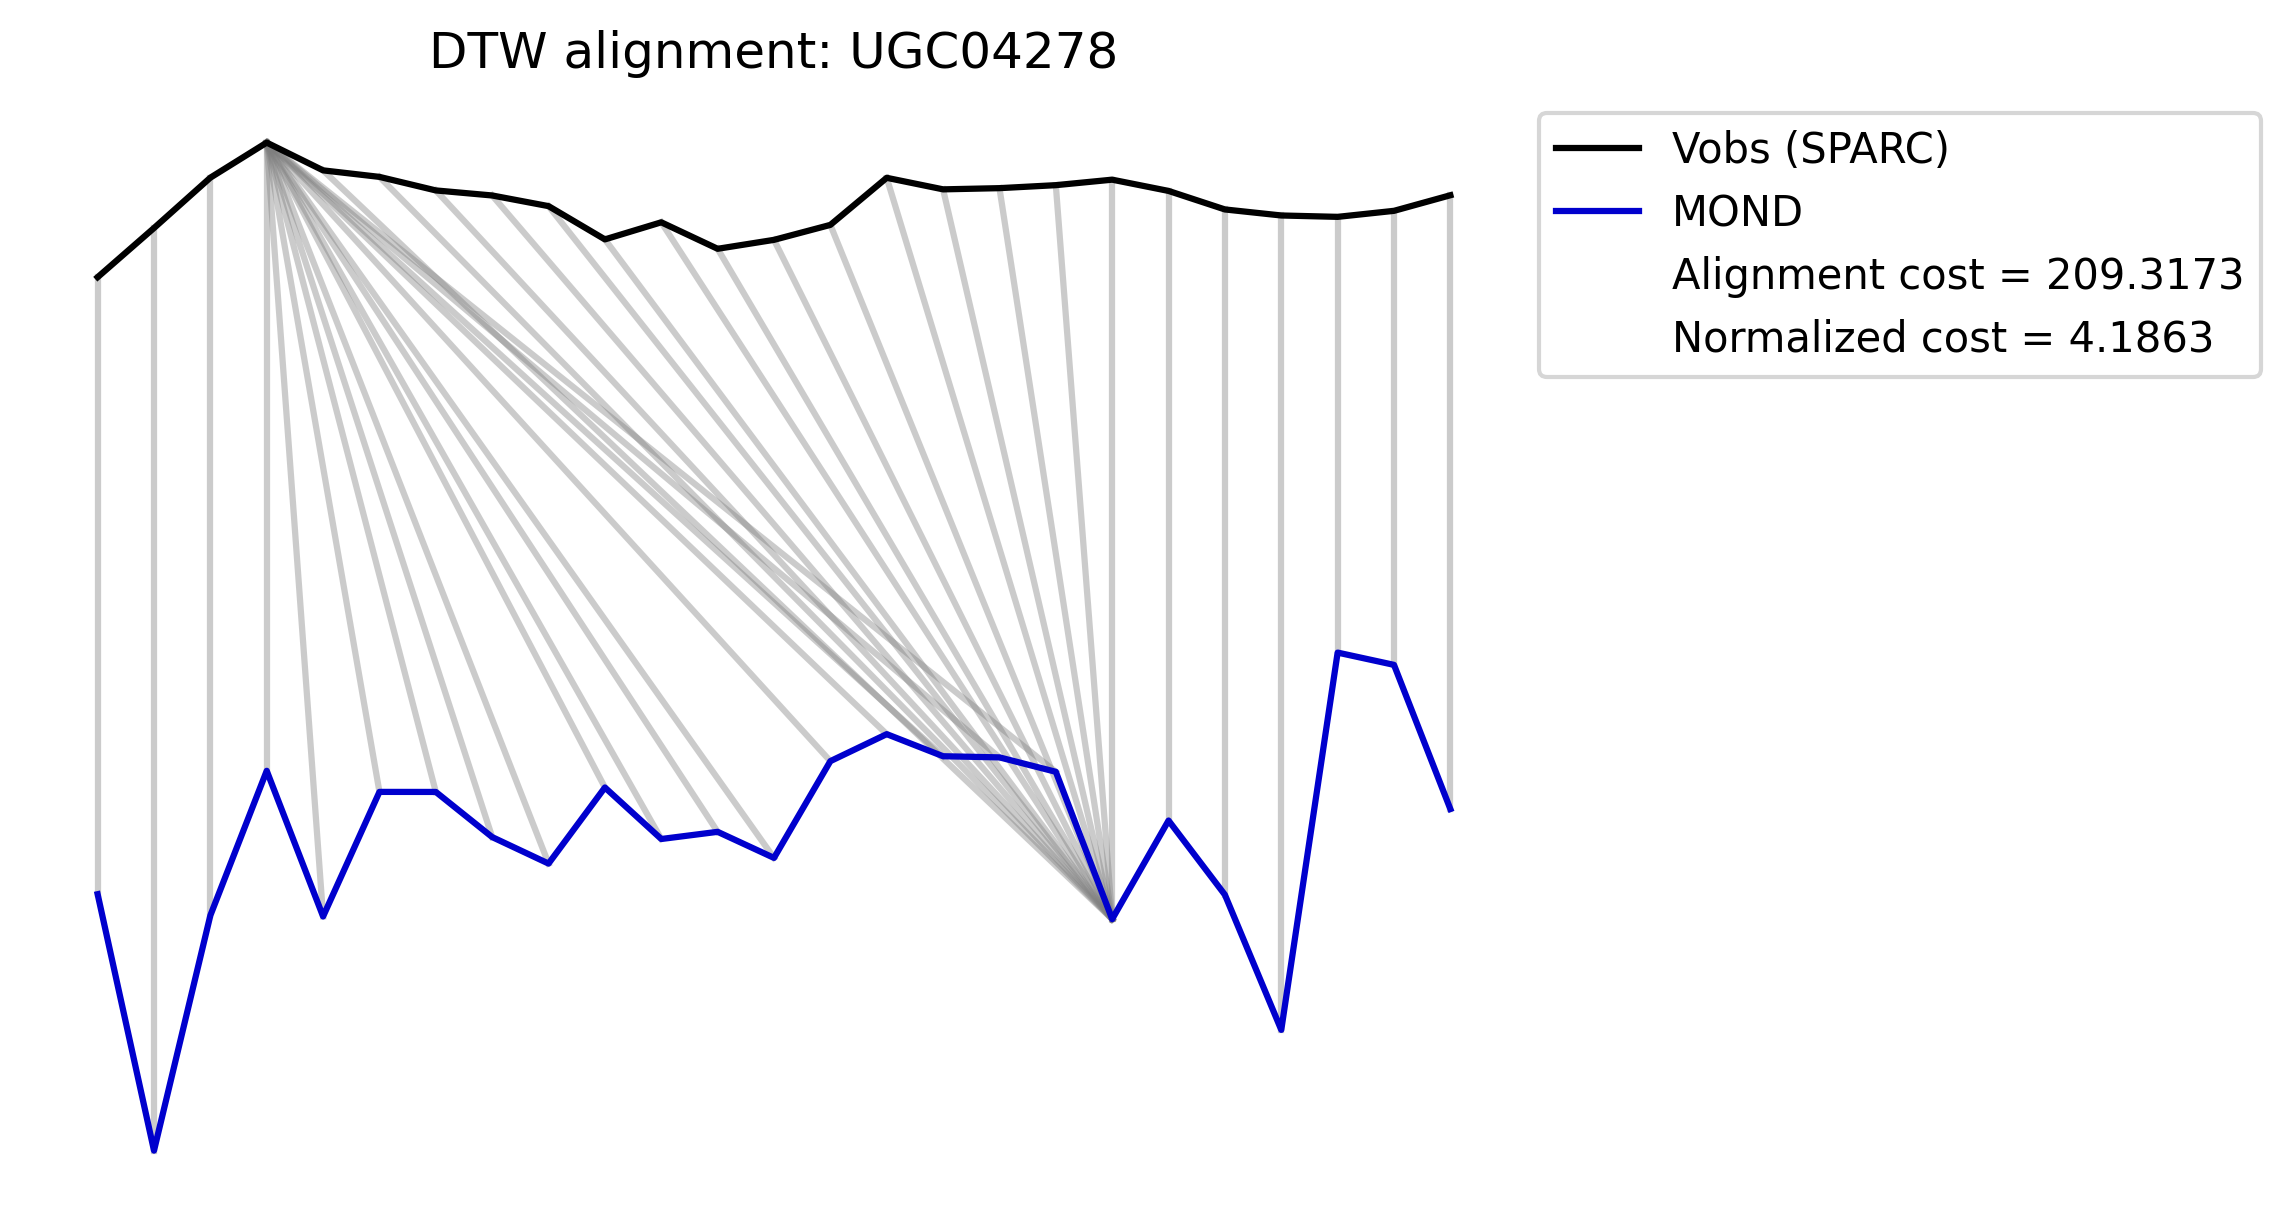 DTW alignment: UGC04278
Vobs (SPARC)
MOND
Alignment cost = 209.3173
Normalized cost = 4.1863